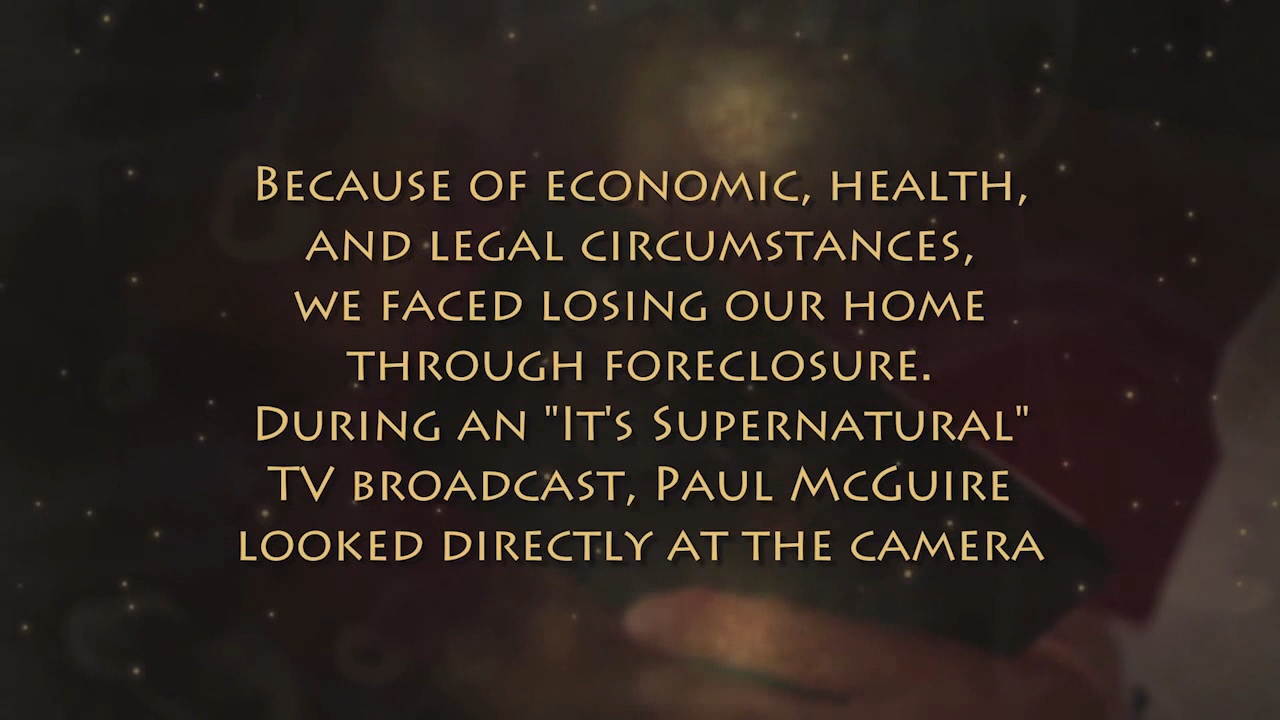 Because of economic, health,
and legal circumstances,
we faced losing our home
through foreclosure.
During an "It's Supernatural"
TV broadcast, Paul McGuire
looked directly at the camera